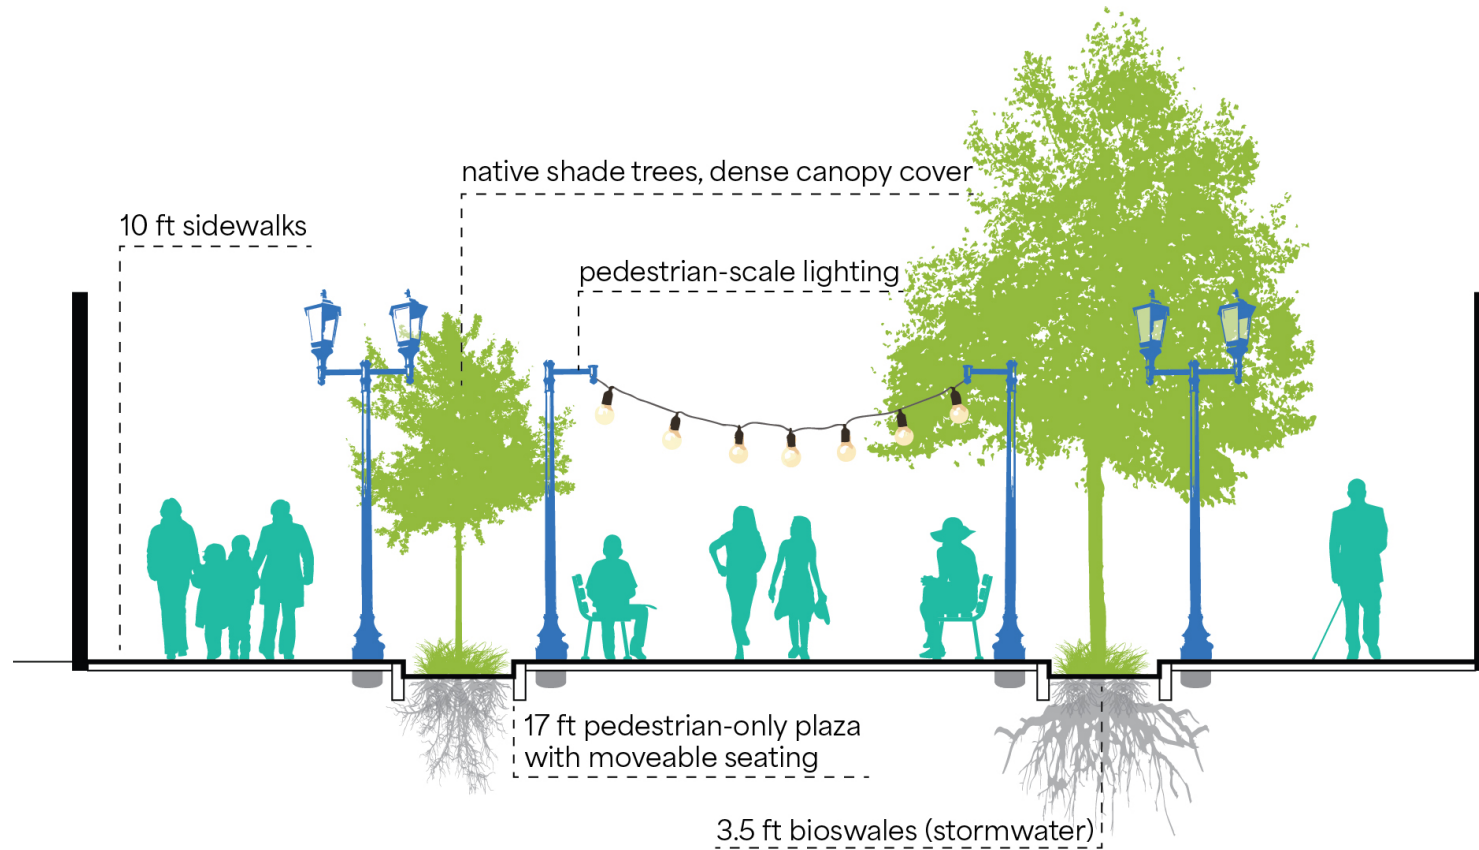 native shade trees, dense canopy cover
10 ft sidewalks
pedestrian-scale lighting
17 ft pedestrian-only plaza
with moveable seating
3.5 ft bioswales (stormwater)